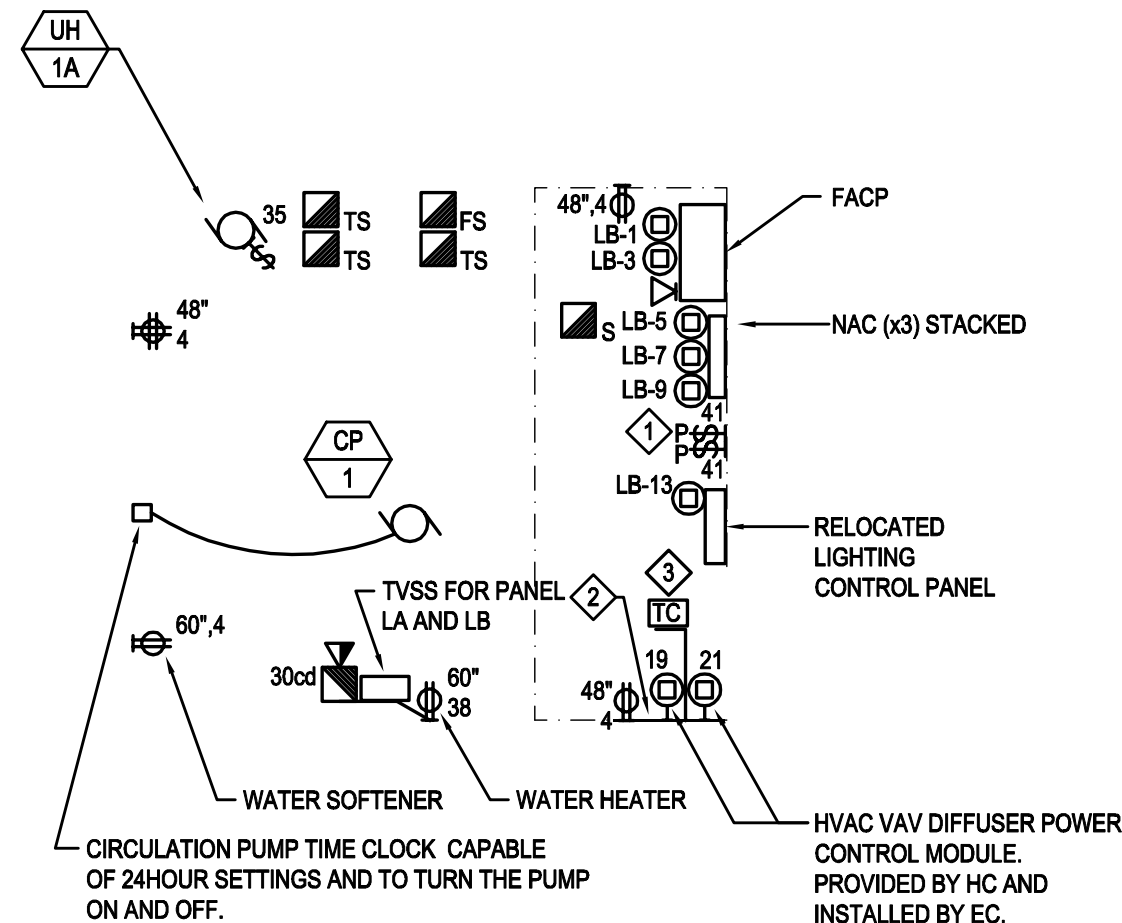 UH
1A
35
TS
FS
TS
TS
48",4
LB-1
LB-3
FACP
48"
4
S
LB-5
LB-7
LB-9
NAC (x3) STACKED
41
1
P
P
41
CP
1
LB-13
RELOCATED
LIGHTING
CONTROL PANEL
3
TC
2
TVSS FOR PANEL
LA AND LB
60",4
30cd
60"
38
19
21
48"
4
WATER SOFTENER
WATER HEATER
HVAC VAV DIFFUSER POWER
CONTROL MODULE.
PROVIDED BY HC AND
INSTALLED BY EC.
CIRCULATION PUMP TIME CLOCK CAPABLE
OF 24HOUR SETTINGS AND TO TURN THE PUMP
ON AND OFF.